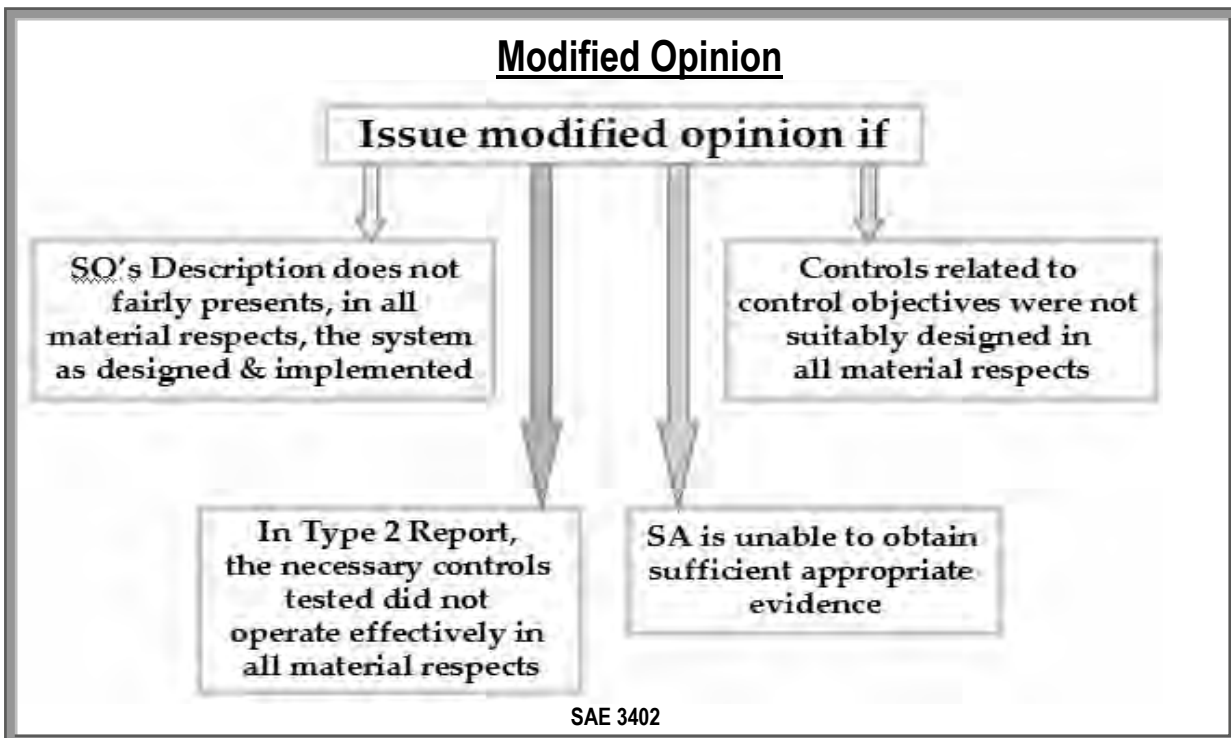 Modified Opinion
Issue modified opinion if
SO's Description does not
fairly presents, in all
material respects, the system
as designed & implemented
Controls related to
control objectives were not
suitably designed in
all material respects
In Type 2 Report,
the necessary controls
tested did not
operate effectively in
all material respects
SA is unable to obtain
sufficient appropriate
evidence
SAE 3402